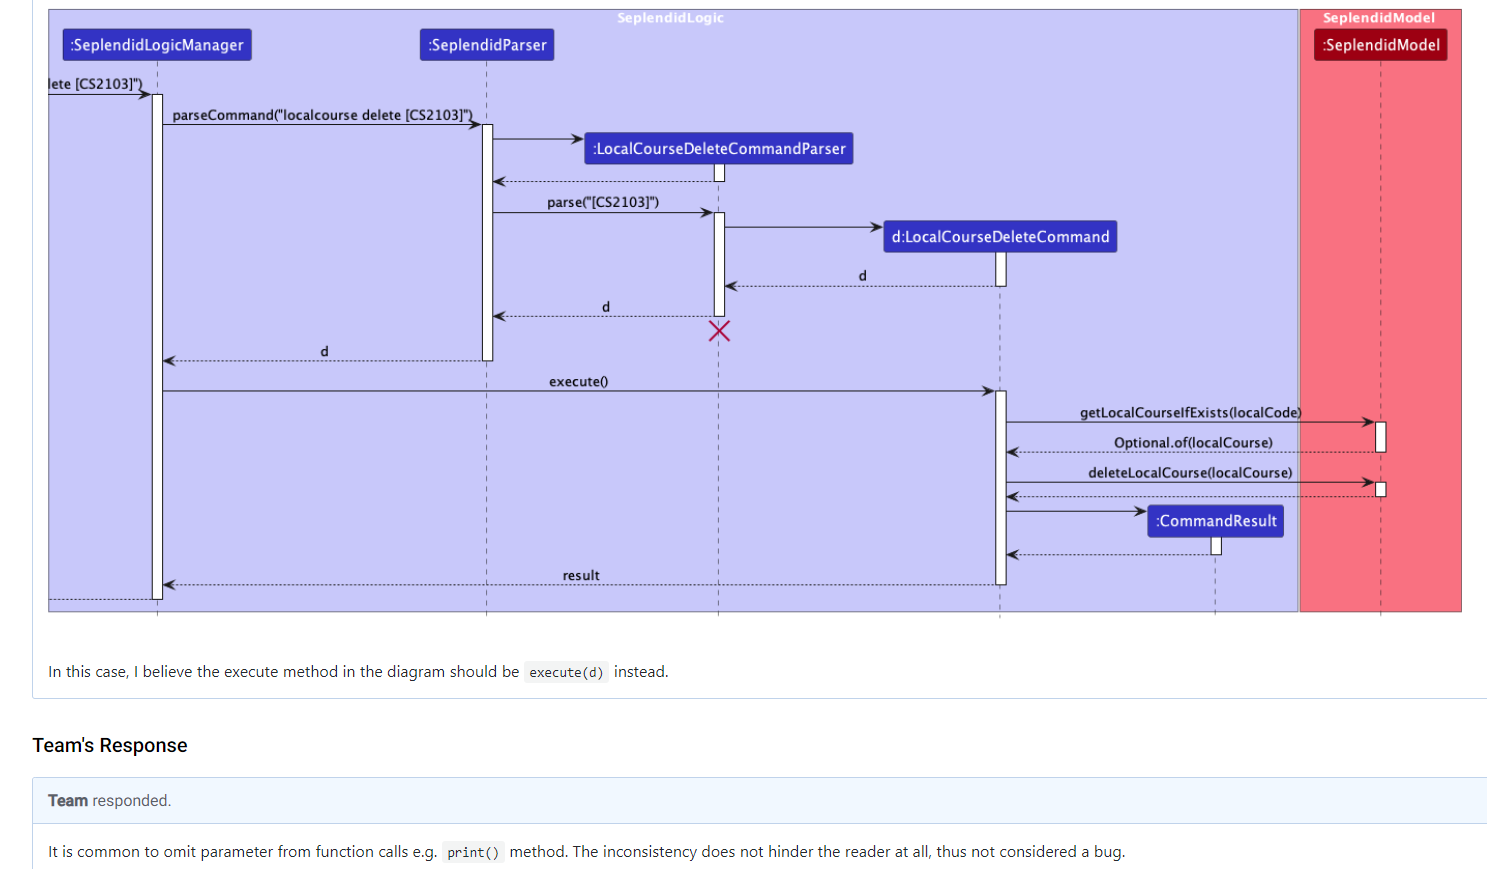 SeplendidLogic
SeplendidModel
:SeplendidLogicManager
:SeplendidParser
:SeplendidModel
lete [CS2103]")
parseCommand("localcourse delete [CS2103]")
:LocalCourseDeleteCommandParser
parse("[CS2103]")
d:LocalCourseDeleteCommand
d
d
d
execute()
getLocalCourseIfExists(localCode)
Optional.of(localCourse)
deleteLocalCourse(localCourse)
:CommandResult
result
In this case, I believe the execute method in the diagram should be execute(d) instead.
Team's Response
Team responded.
It is common to omit parameter from function calls e.g. print() method. The inconsistency does not hinder the reader at all, thus not considered a bug.